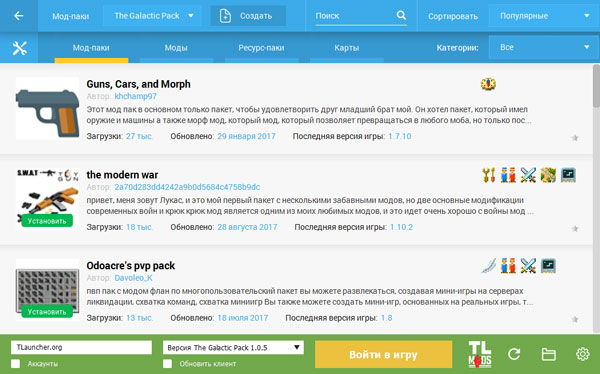 Мод-паки The Galactic Pack Создать Поиск Сортировать Популярные
Мод-паки Моды Ресурс-паки Карты Категории: Все
Guns, Cars, and Morph
Автор: khchamp97
Этот мод пак в основном только пакет, чтобы удовлетворить друг младший брат мой. Он хотел пакет, который имел
оружие и машины а также морф мод, который мод, который позволяет превращаться в любого моба, но только пос...
Загрузки: 27 тыс. Обновлено: 29 января 2017 Последняя версия игры: 1.7.10
S.W.A.T TOY GUN
Установить
the modern war
Автор: 2a70d283dd4242a9b0d5684c4758b9dc
привет, меня зовут Лукас, и это мой первый пакет с несколькими забавными модов, но две основные модификации
современных войн и крюк крюк мод является одним из моих любимых модов, и это идет очень хорошо с войны мод ...
Загрузки: 18 тыс. Обновлено: 28 августа 2017 Последняя версия игры: 1.10.2
Установить
Odoacre's pvp pack
Автор: Davoleo_K
пвп пак с модом флан по многопользовательский пакет вы можете развлекаться, создавая мини-игры на серверах
ликвидации, схватка команд, схватка миниигр Вы также можете создать мини-игр, основанных на реальных игры, т...
Загрузки: 13 тыс. Обновлено: 18 июля 2017 Последняя версия игры: 1.8
TLauncher.org Версия The Galactic Pack 1.0.5 Войти в игру TL MODS
Аккаунты Обновить клиент